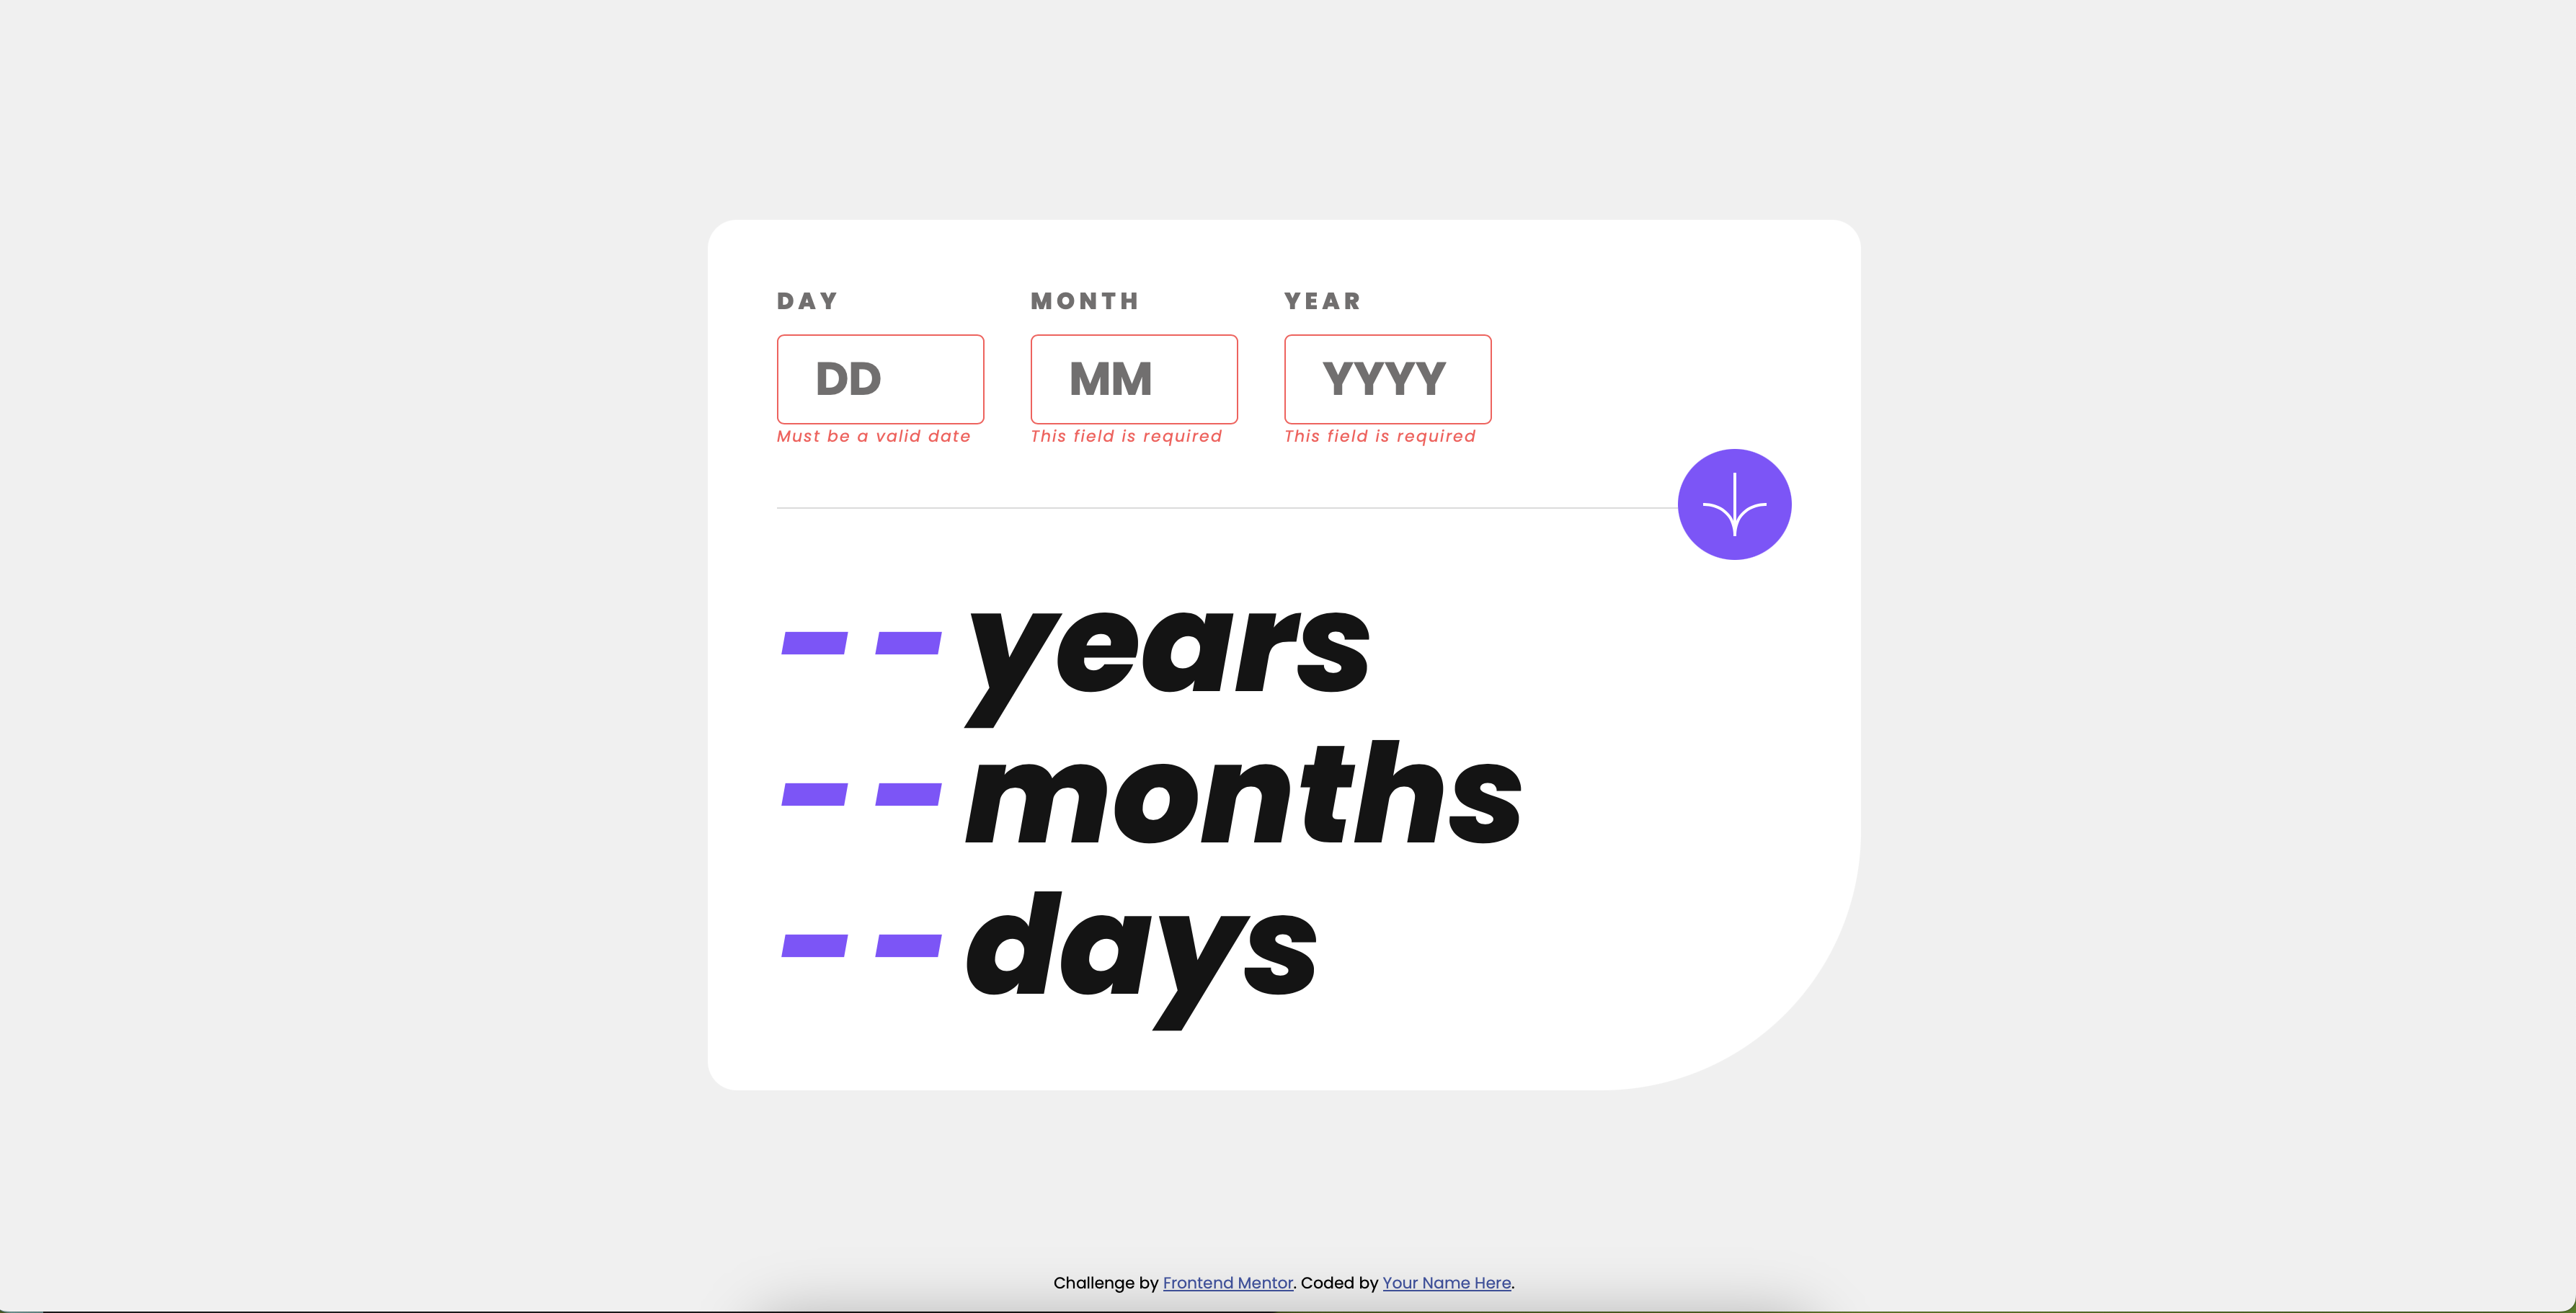 DAY MONTH YEAR
DD MM YYYY
Must be a valid date This field is required This field is required
-- years
-- months
-- days
Challenge by Frontend Mentor. Coded by Your Name Here.